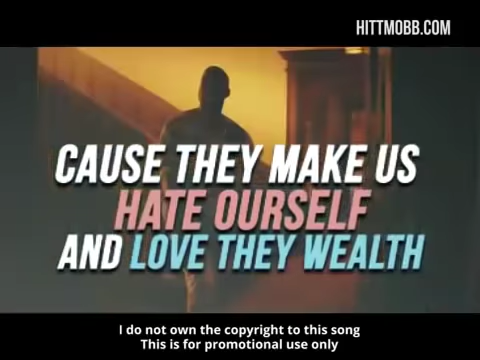 HITTMOBB.COM
CAUSE THEY MAKE US
HATE OURSELF
AND LOVE THEY WEALTH
I do not own the copyright to this song
This is for promotional use only